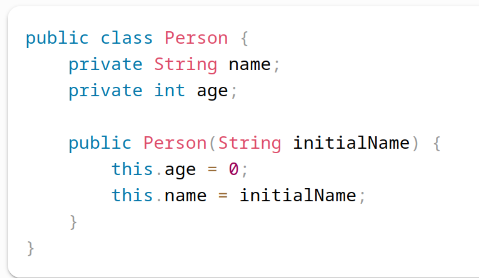 public class Person {
    private String name;
    private int age;

    public Person(String initialName) {
        this.age = 0;
        this.name = initialName;
    }
}